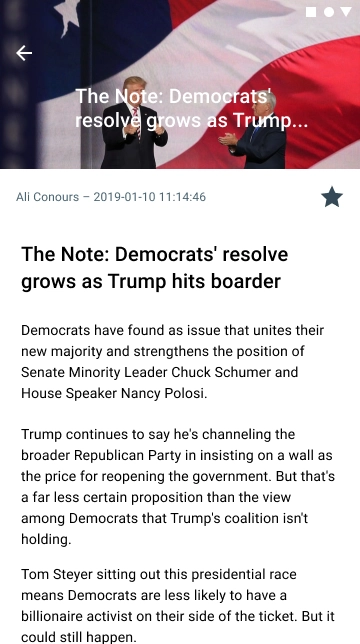 The Note: Democrats'
resolve grows as Trump...
Ali Conours – 2019-01-10 11:14:46
The Note: Democrats' resolve
grows as Trump hits boarder
Democrats have found as issue that unites their
new majority and strengthens the position of
Senate Minority Leader Chuck Schumer and
House Speaker Nancy Polosi.
Trump continues to say he's channeling the
broader Republican Party in insisting on a wall as
the price for reopening the government. But that's
a far less certain proposition than the view
among Democrats that Trump's coalition isn't
holding.
Tom Steyer sitting out this presidential race
means Democrats are less likely to have a
billionaire activist on their side of the ticket. But it
could still happen.